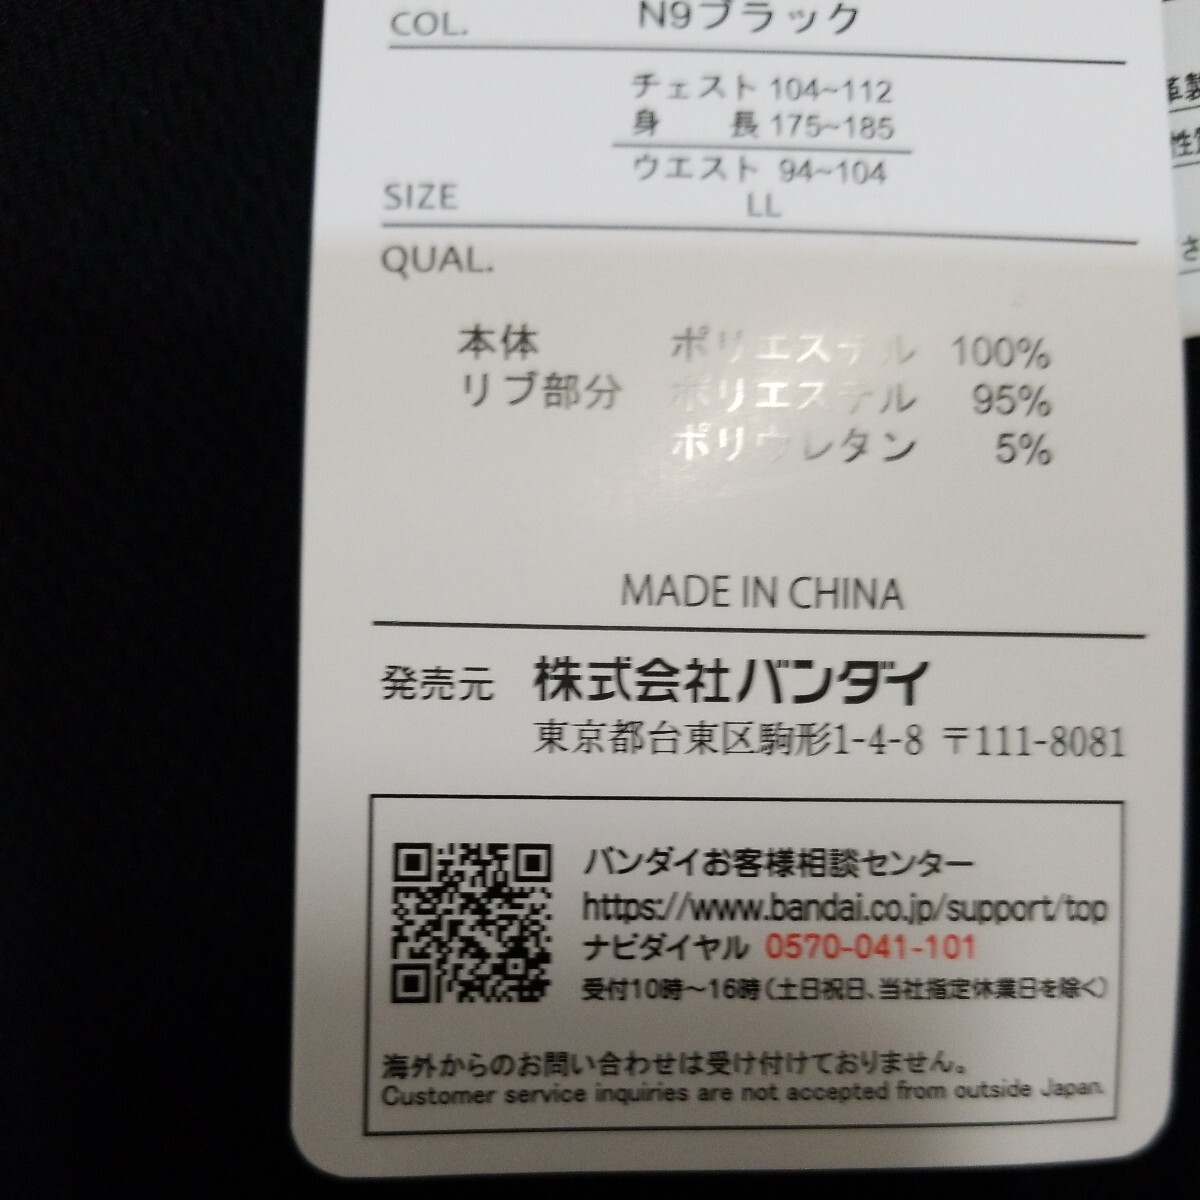 COL. N9ブラック
チェスト 104~112
身 長 175~185
ウエスト 94~104
SIZE LL
QUAL.
本体 ポリエステル 100%
リブ部分 ポリエステル 95%
ポリウレタン 5%
MADE IN CHINA
発売元 株式会社バンダイ
東京都台東区駒形1-4-8 〒111-8081
バンダイお客様相談センター
https://www.bandai.co.jp/support/top
ナビダイヤル 0570-041-101
受付10時～16時(土日祝日、当社指定休業日を除く)
海外からのお問い合わせは受け付けておりません。
Customer service inquiries are not accepted from outside Japan.